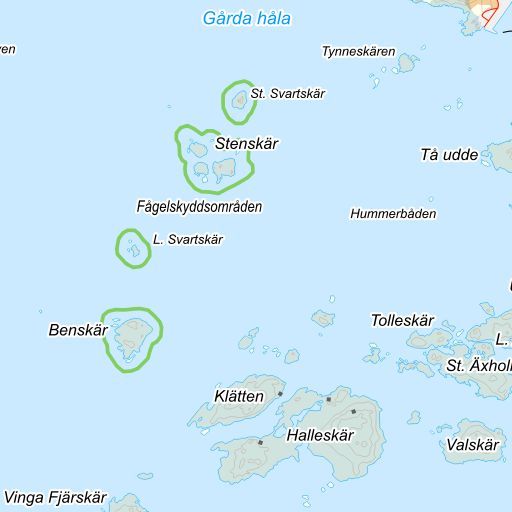 Gårda håla
Tynneskären
St. Svartskär
Stenskär
Tå udde
Fågelskyddsområden
Hummerbåden
L. Svartskär
Tolleskär
Benskär
L.
St. Äxhol
Klätten
Halleskär
Valskär
Vinga Fjärskär